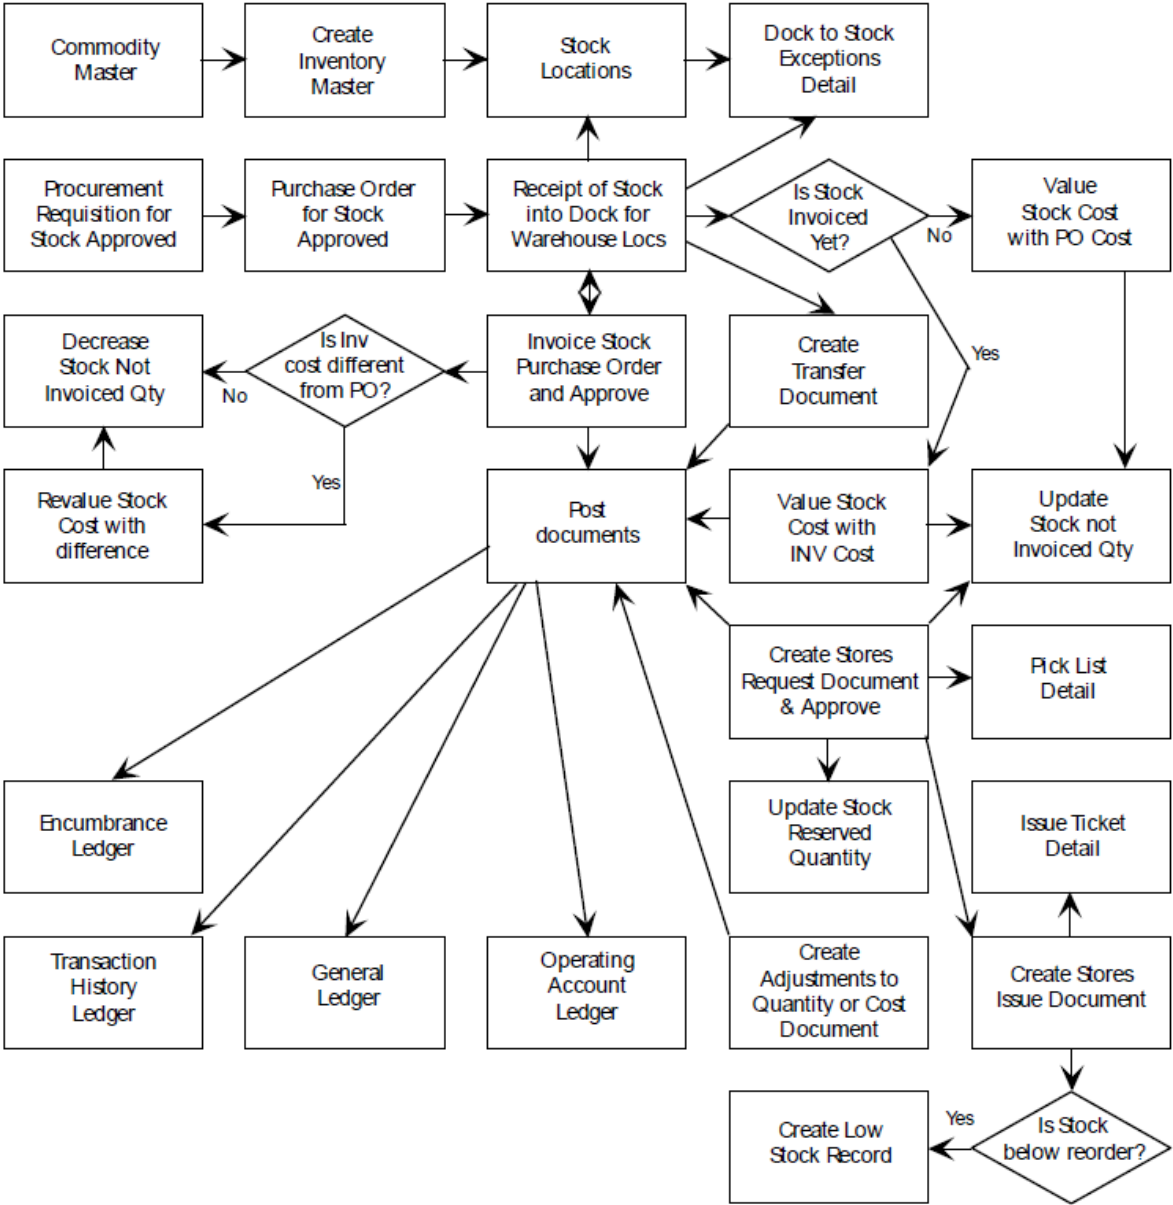 Commodity
Master
Create
Inventory
Master
Stock
Locations
Dock to Stock
Exceptions
Detail
Procurement
Requisition for
Stock Approved
Purchase Order
for Stock
Approved
Receipt of Stock
into Dock for
Warehouse Locs
Is Stock
Invoiced
Yet?
No
Value
Stock Cost
with PO Cost
Decrease
Stock Not
Invoiced Qty
No
Is Inv
cost different
from PO?
Invoice Stock
Purchase Order
and Approve
Create
Transfer
Document
Yes
Revalue Stock
Cost with
difference
Yes
Post
documents
Value Stock
Cost with
INV Cost
Update
Stock not
Invoiced Qty
Create Stores
Request Document
& Approve
Pick List
Detail
Encumbrance
Ledger
Update Stock
Reserved
Quantity
Issue Ticket
Detail
Transaction
History
Ledger
General
Ledger
Operating
Account
Ledger
Create
Adjustments to
Quantity or Cost
Document
Create Stores
Issue Document
Create Low
Stock Record
Yes
Is Stock
below reorder?